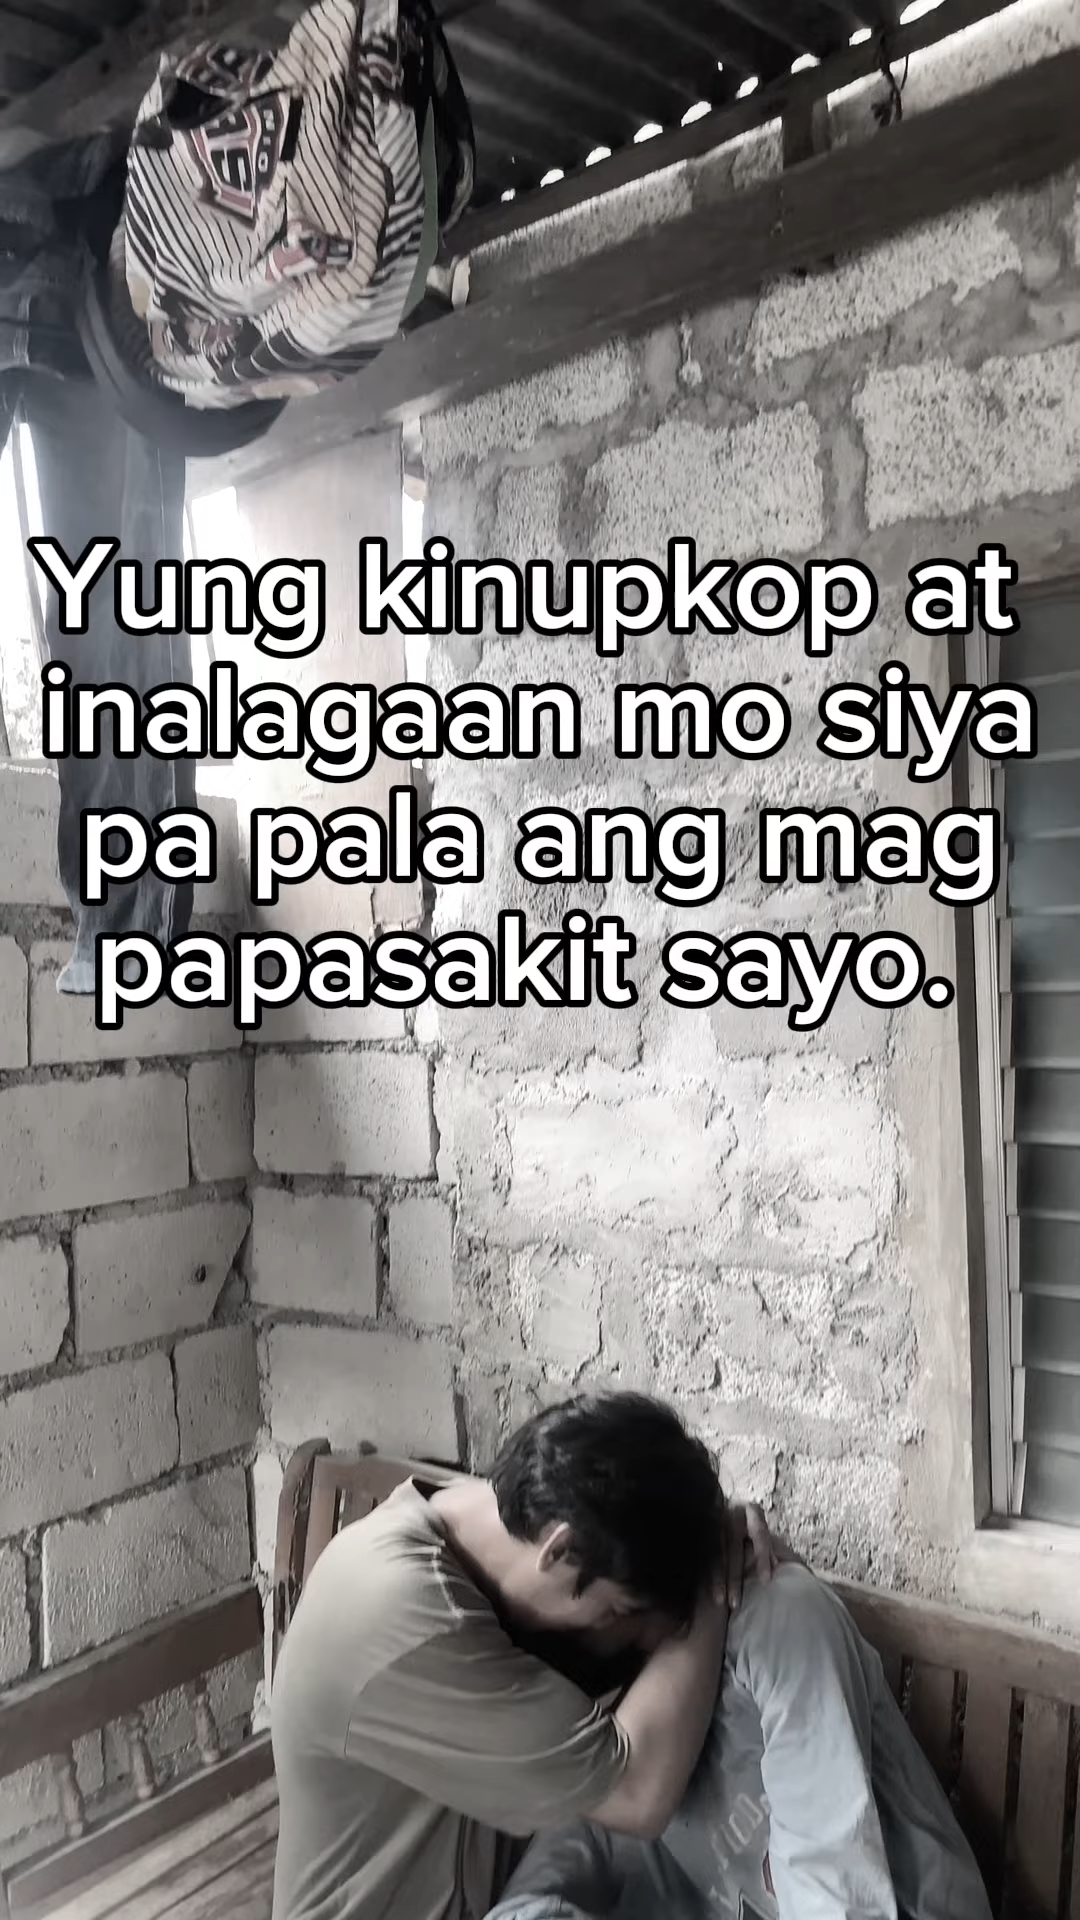 Yung kinupkop at
inalagaan mo siya
pa pala ang mag
papasakit sayo.